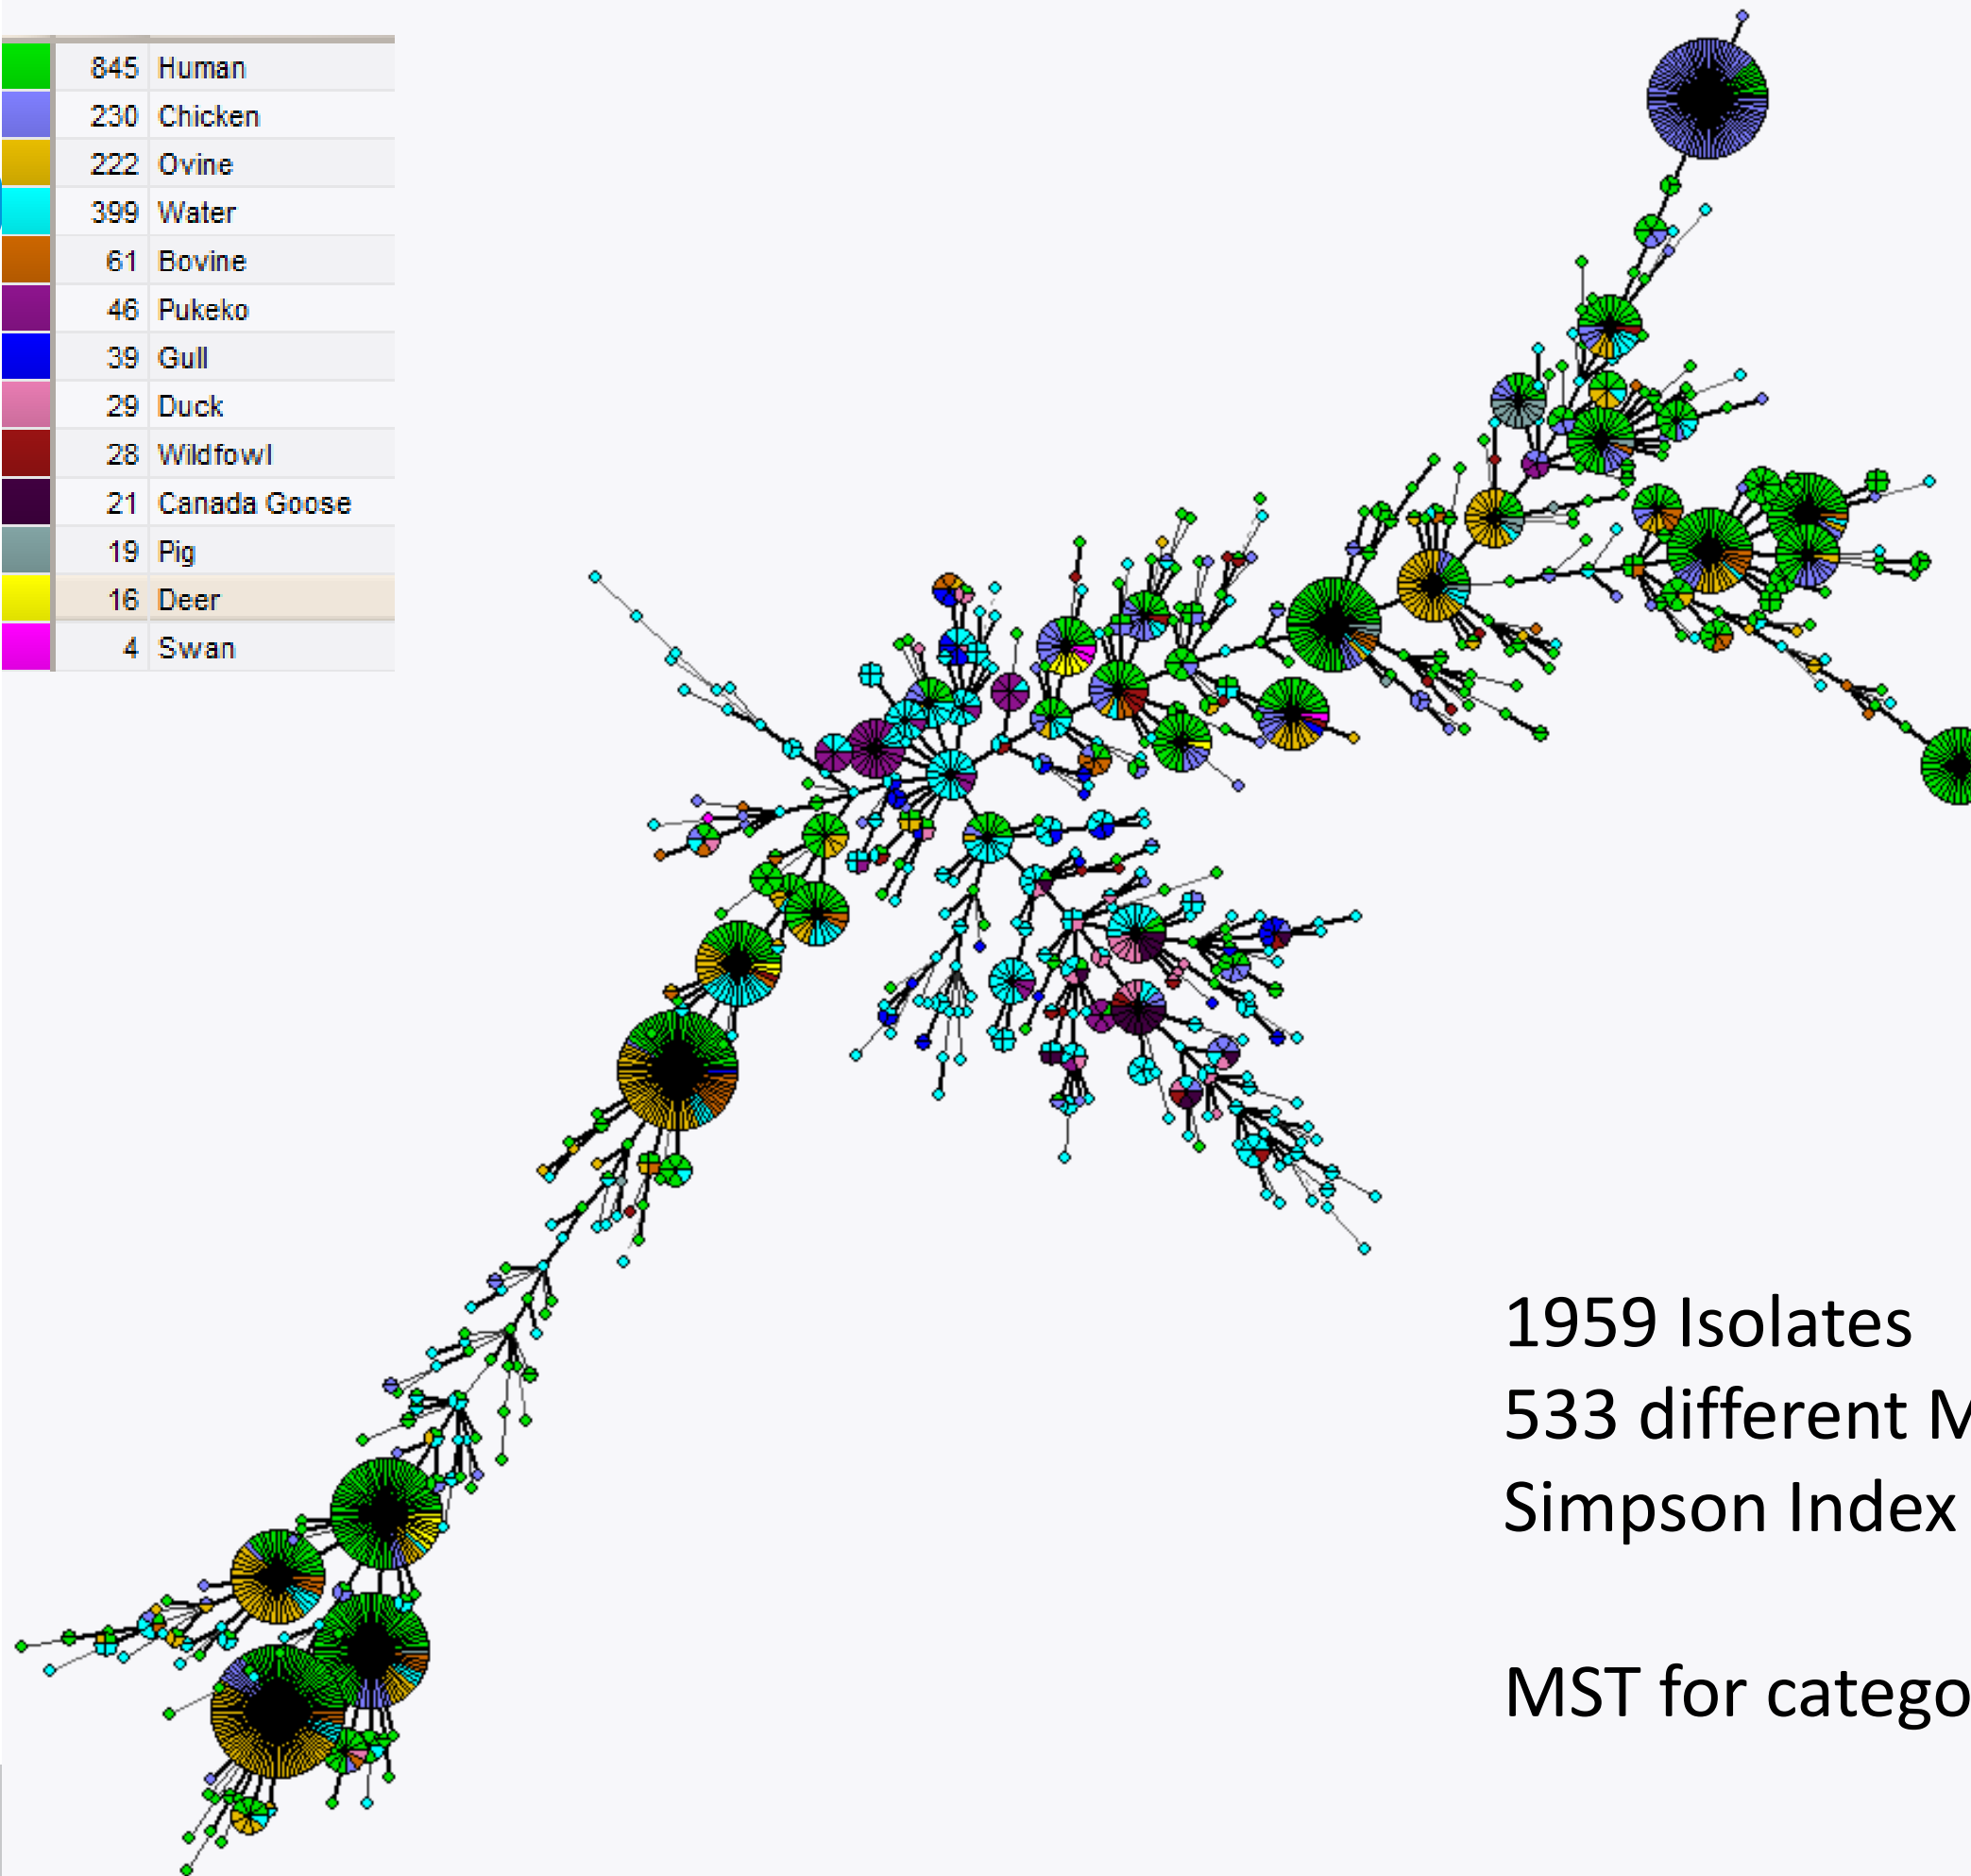 845 Human
230 Chicken
222 Ovine
399 Water
61 Bovine
46 Pukeko
39 Gull
29 Duck
28 Wildfowl
21 Canada Goose
19 Pig
16 Deer
4 Swan
1959 Isolates
533 different M
Simpson Index
MST for catego